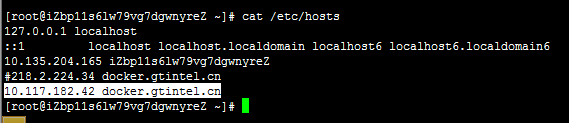 [root@iZbp11s6lw79vg7dgwnyreZ ~]# cat /etc/hosts
127.0.0.1 localhost
::1         localhost localhost.localdomain localhost6 localhost6.localdomain6
10.135.204.165 iZbp11s6lw79vg7dgwnyreZ
#218.2.224.34 docker.gtintel.cn
10.117.182.42 docker.gtintel.cn
[root@iZbp11s6lw79vg7dgwnyreZ ~]#